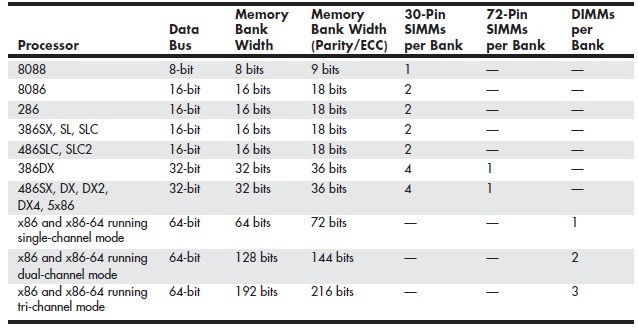 Processor Data Bus Memory Bank Width Memory Bank Width (Parity/ECC) 30-Pin SIMMs per Bank 72-Pin SIMMs per Bank DIMMs per Bank
8088 8-bit 8 bits 9 bits 1 — —
8086 16-bit 16 bits 18 bits 2 — —
286 16-bit 16 bits 18 bits 2 — —
386SX, SL, SLC 16-bit 16 bits 18 bits 2 — —
486SLC, SLC2 16-bit 16 bits 18 bits 2 — —
386DX 32-bit 32 bits 36 bits 4 1 —
486SX, DX, DX2, 32-bit 32 bits 36 bits 4 1 —
DX4, 5x86
x86 and x86-64 running 64-bit 64 bits 72 bits — — 1
single-channel mode
x86 and x86-64 running 64-bit 128 bits 144 bits — — 2
dual-channel mode
x86 and x86-64 running 64-bit 192 bits 216 bits — — 3
tri-channel mode